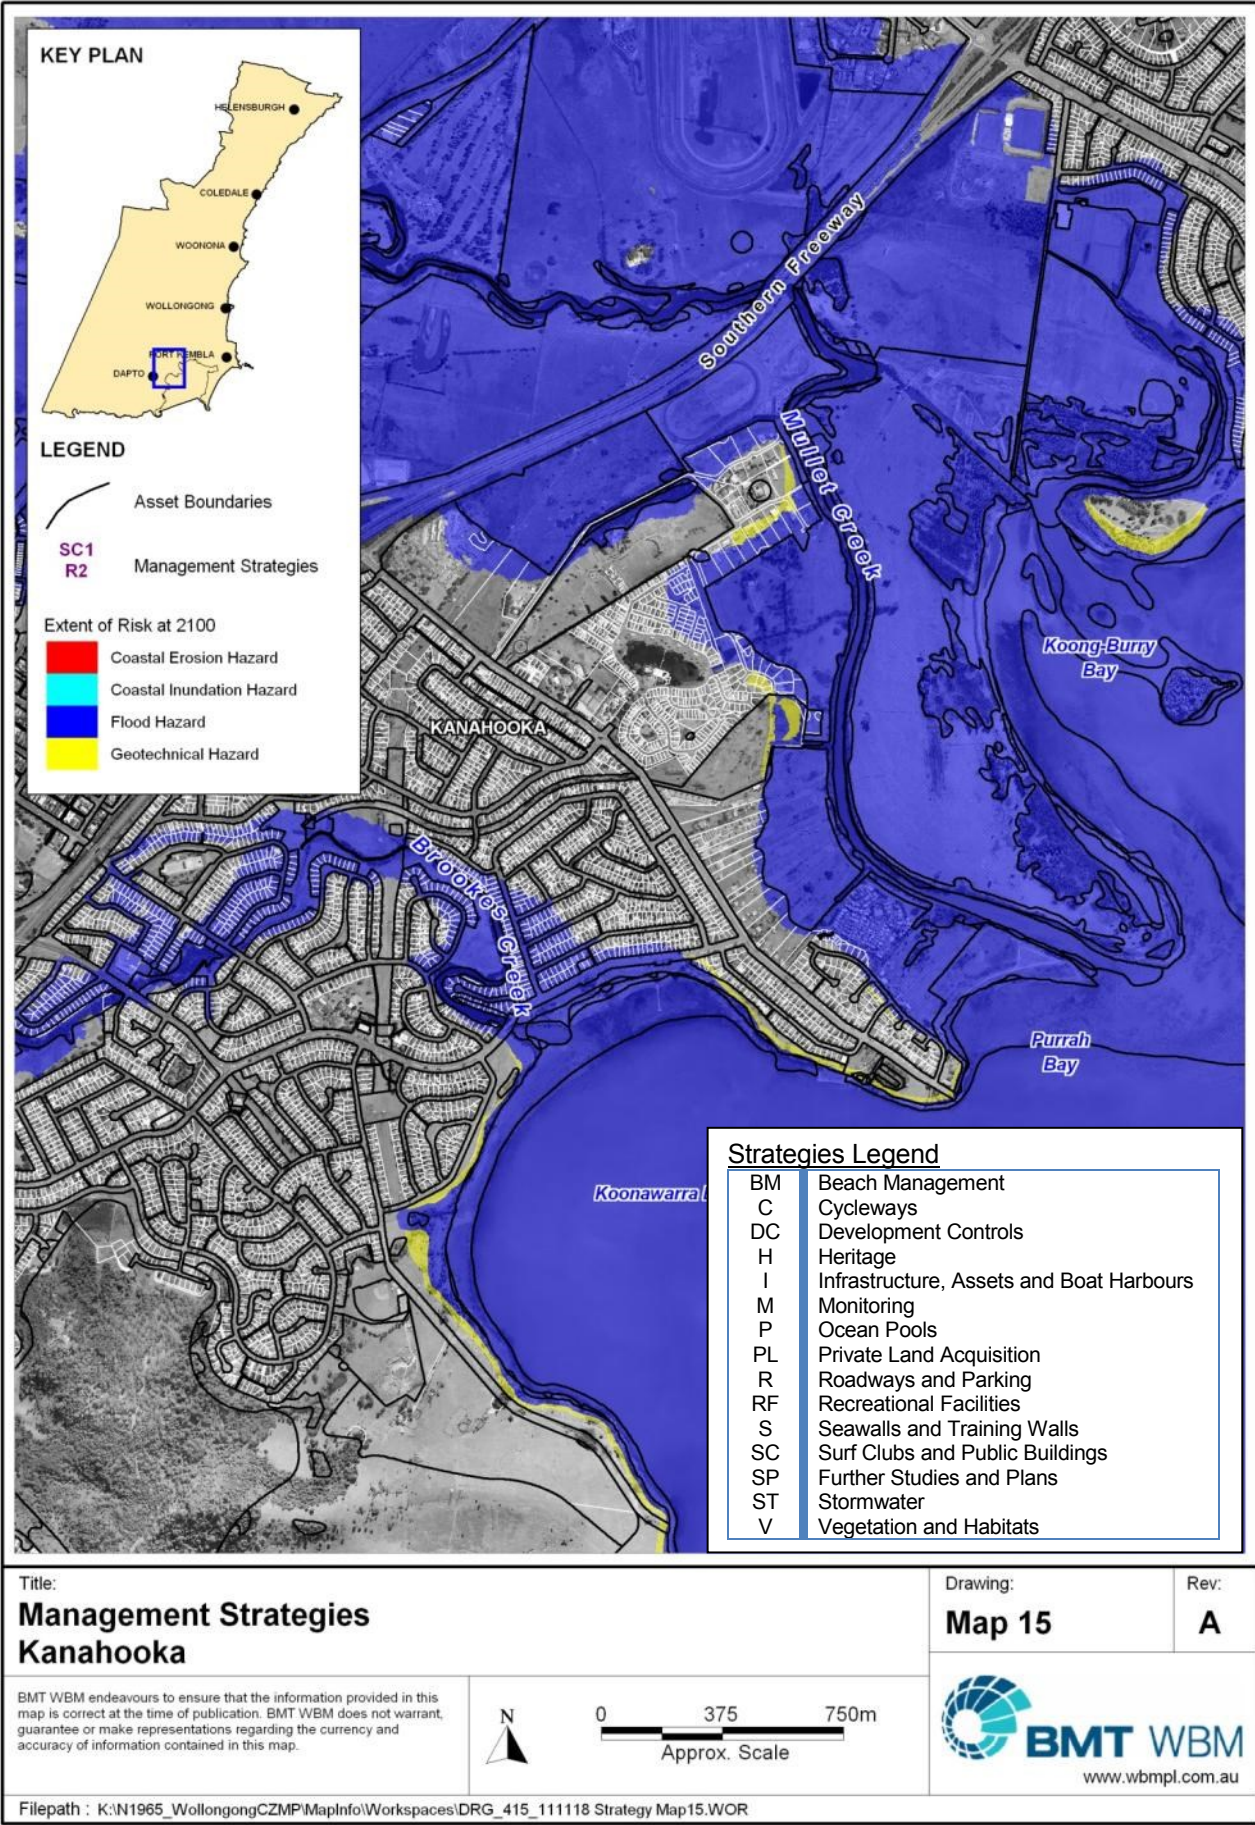 KEY PLAN
HELENSBURGH
COLEDALE
WOONONA
WOLLONGONG
PORT KEMBLA
DAPTO
LEGEND
Asset Boundaries
SC1
R2
Management Strategies
Extent of Risk at 2100
Coastal Erosion Hazard
Coastal Inundation Hazard
Flood Hazard
Geotechnical Hazard
Southern Freeway
Mullet Creek
Koong-Burry
Bay
KANAHOOKA
Brookes Creek
Purrah
Bay
Koonawarra
Strategies Legend
BM Beach Management
C Cycleways
DC Development Controls
H Heritage
I Infrastructure, Assets and Boat Harbours
M Monitoring
P Ocean Pools
PL Private Land Acquisition
R Roadways and Parking
RF Recreational Facilities
S Seawalls and Training Walls
SC Surf Clubs and Public Buildings
SP Further Studies and Plans
ST Stormwater
V Vegetation and Habitats
Title:
Management Strategies
Kanahooka
Drawing:
Map 15
Rev:
A
BMT WBM endeavours to ensure that the information provided in this
map is correct at the time of publication. BMT WBM does not warrant,
guarantee or make representations regarding the currency and
accuracy of information contained in this map.
N
0 375 750m
Approx. Scale
BMT WBM
www.wbmpl.com.au
Filepath : K:\N1965_WollongongCZMP\MapInfo\Workspaces\DRG_415_111118 Strategy Map15.WOR